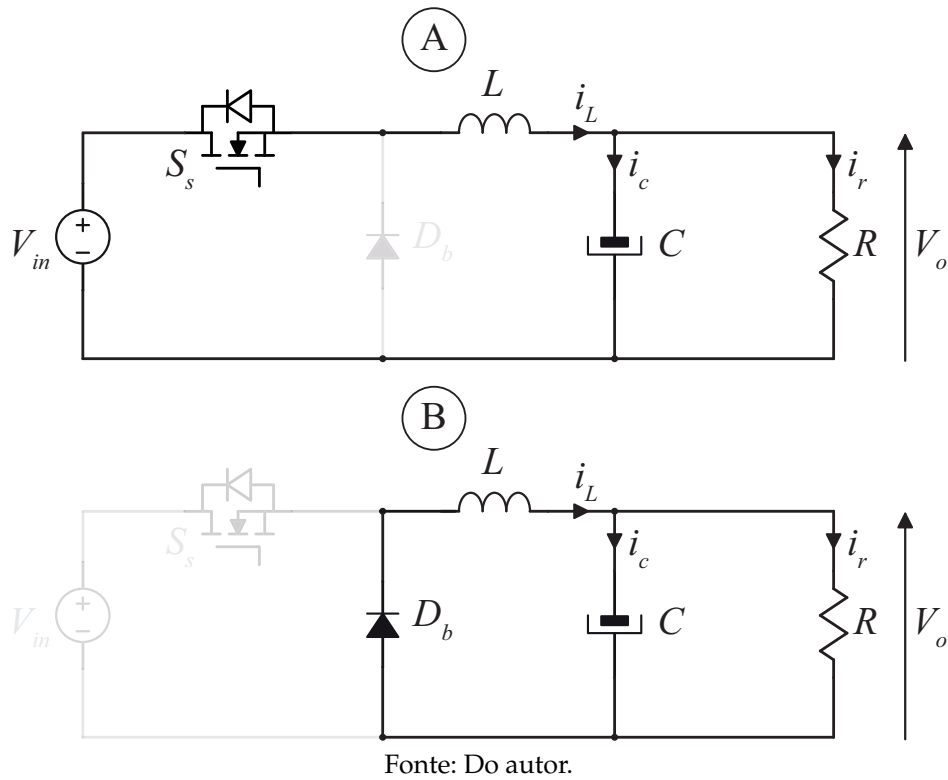 A
L
i_L
S_s
i_c
i_r
V_in
+
−
D_b
C
R
V_o
B
L
i_L
S_s
i_c
i_r
V_in
+
−
D_b
C
R
V_o
Fonte: Do autor.